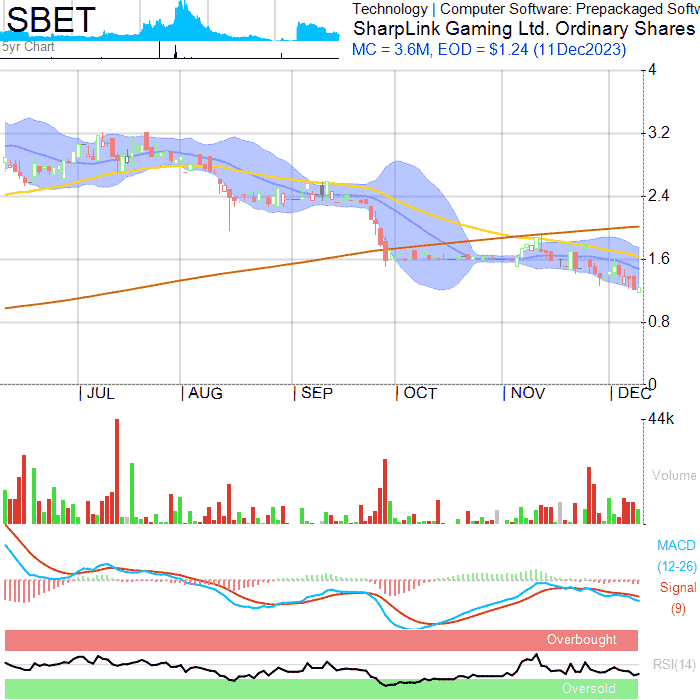 SBET
5yr Chart
Technology | Computer Software: Prepackaged Softw
SharpLink Gaming Ltd. Ordinary Shares
MC = 3.6M, EOD = $1.24 (11Dec2023)
4
3.2
2.4
1.6
0.8
0
| JUL | AUG | SEP | OCT | NOV | DEC
44k
Volume
MACD
(12-26)
Signal
(9)
Overbought
RSI(14)
Oversold